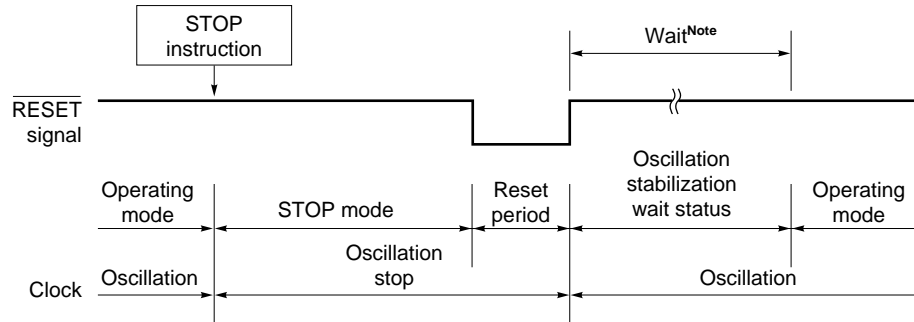 STOP
instruction
Wait Note
RESET
signal
Operating
mode
STOP mode
Reset
period
Oscillation
stabilization
wait status
Operating
mode
Clock
Oscillation
Oscillation
stop
Oscillation